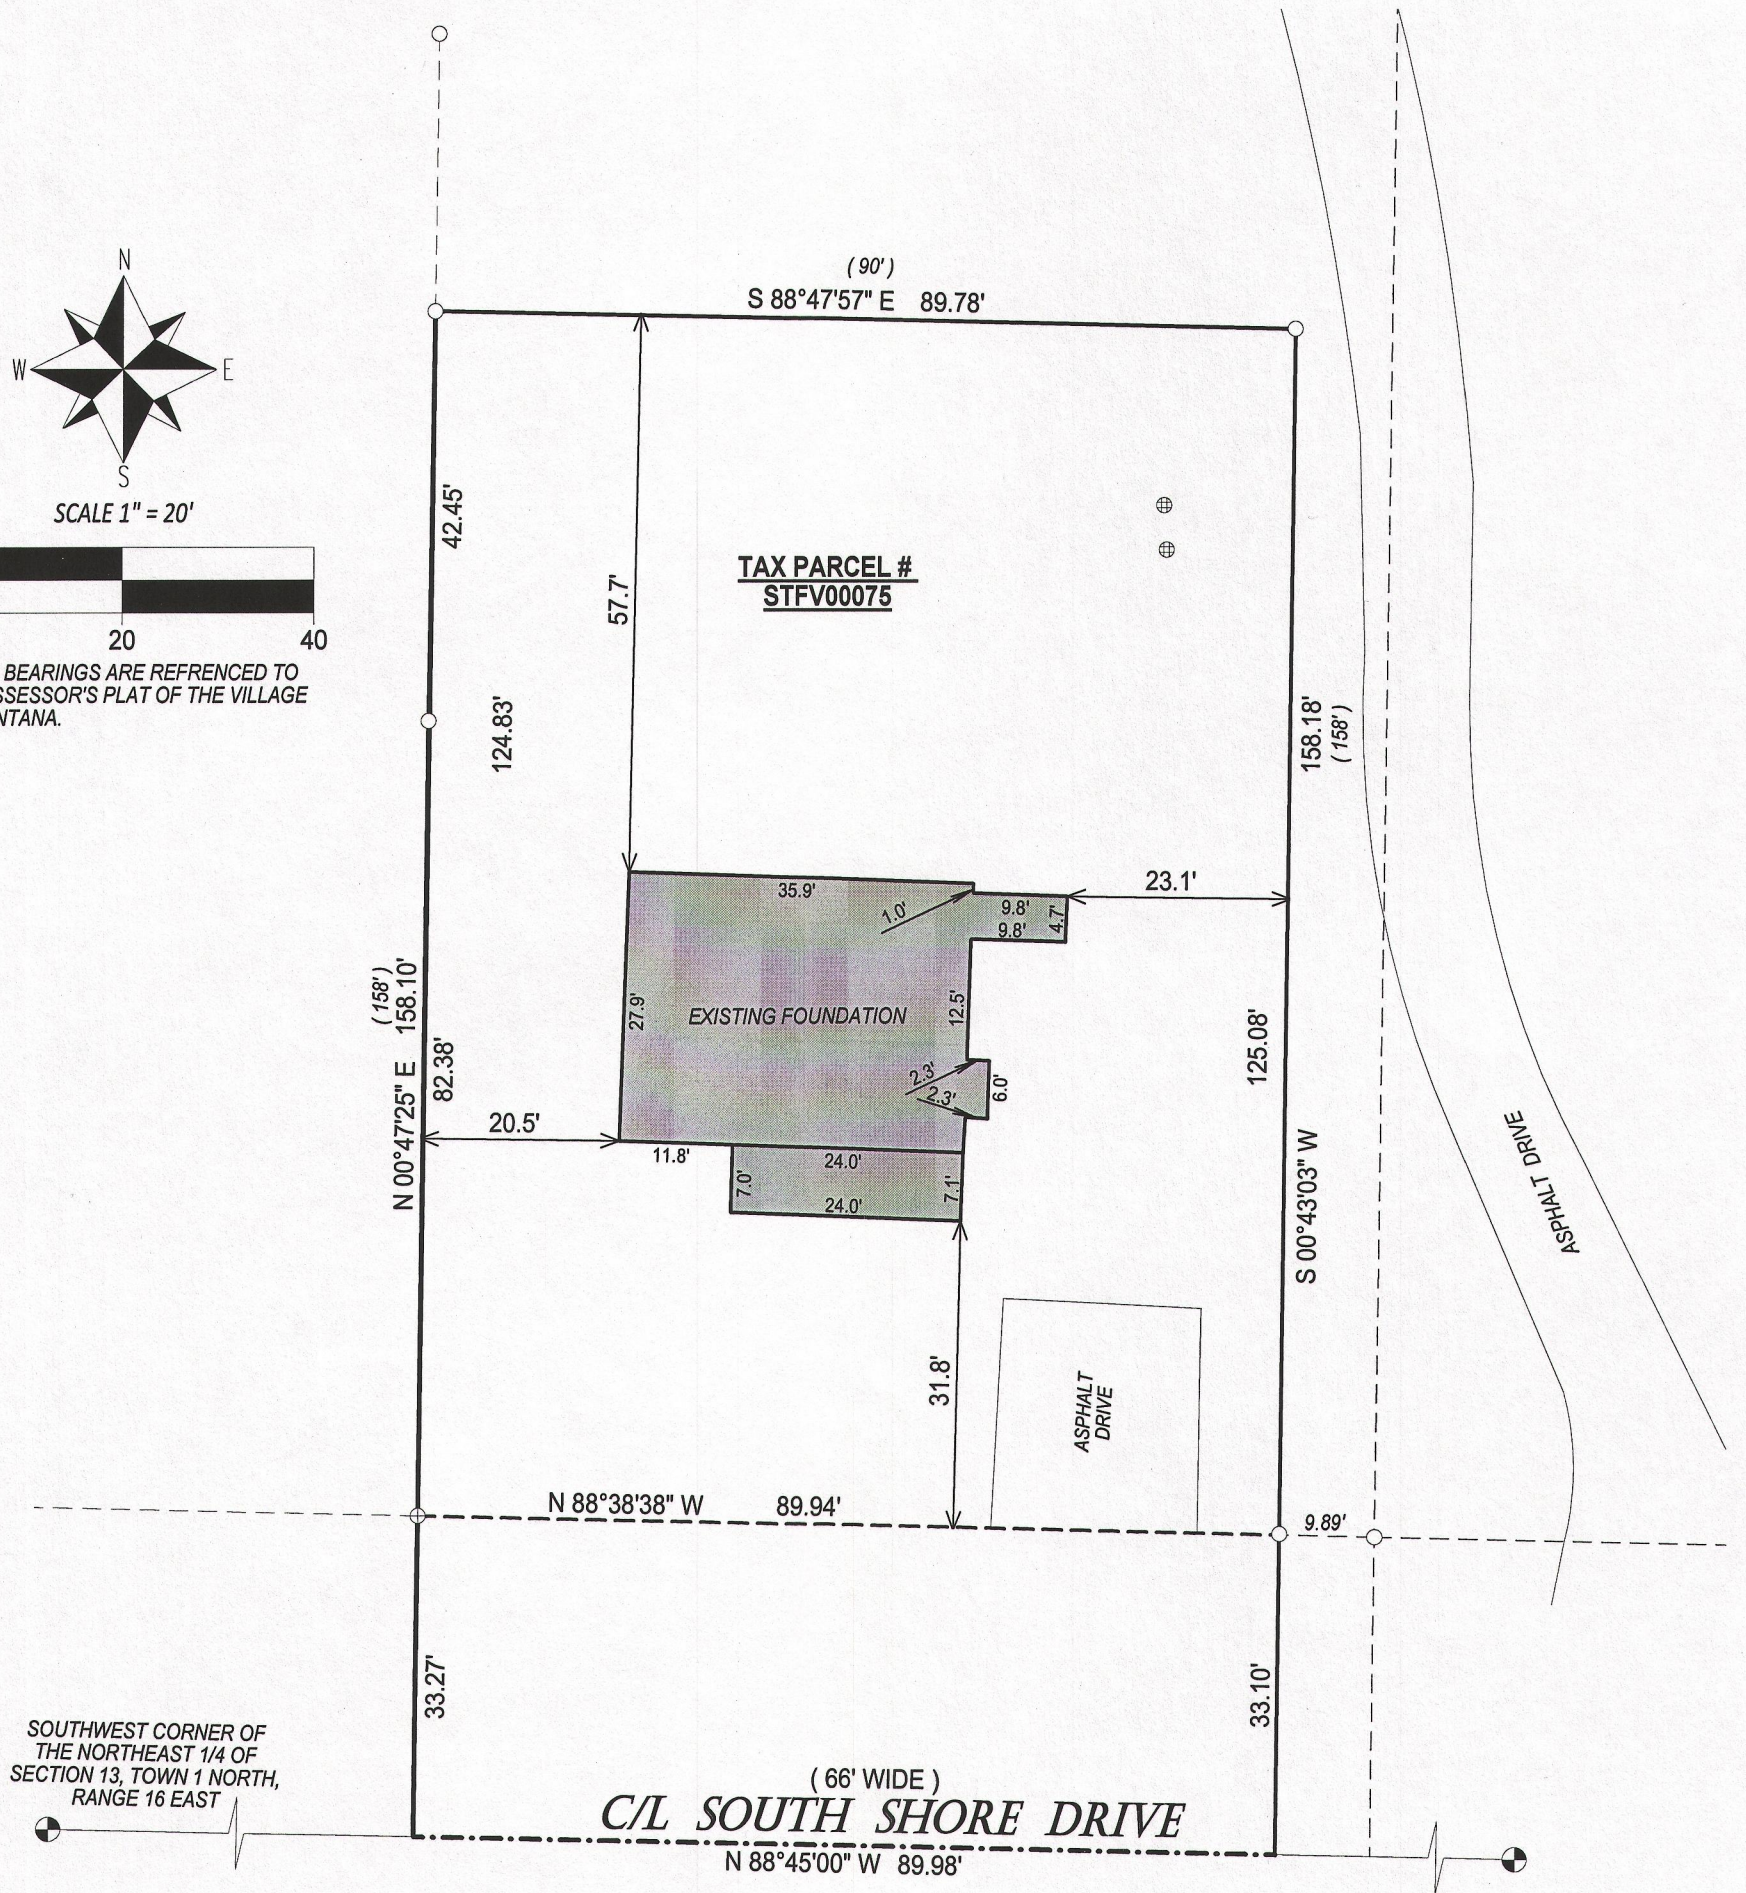 ( 90' )
S 88°47'57" E 89.78'
N
W
E
S
SCALE 1" = 20'
20
40
BEARINGS ARE REFRENCED TO
SSESSOR'S PLAT OF THE VILLAGE
NTANA.
42.45'
57.7'
TAX PARCEL #
STFV00075
124.83'
158.18'
( 158' )
35.9'
1.0'
9.8'
9.8'
4.7'
23.1'
( 158' )
N 00°47'25" E 158.10'
82.38'
27.9'
EXISTING FOUNDATION
12.5'
2.3'
2.3'
6.0'
125.08'
20.5'
11.8'
24.0'
7.0'
24.0'
7.1'
S 00°43'03" W
ASPHALT DRIVE
31.8'
ASPHALT
DRIVE
N 88°38'38" W 89.94'
9.89'
33.27'
33.10'
SOUTHWEST CORNER OF
THE NORTHEAST 1/4 OF
SECTION 13, TOWN 1 NORTH,
RANGE 16 EAST
( 66' WIDE )
C/L SOUTH SHORE DRIVE
N 88°45'00" W 89.98'